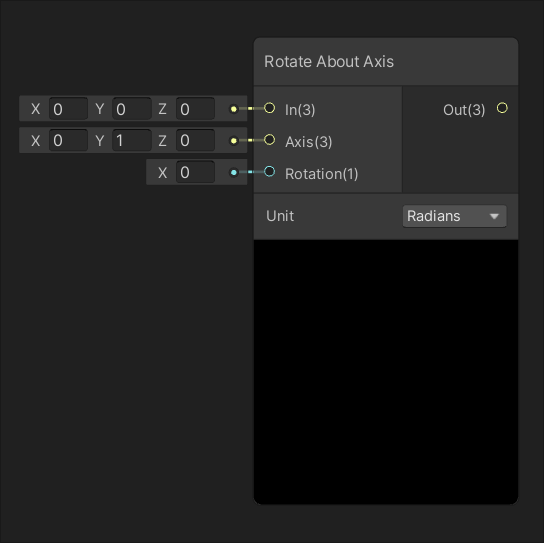 Rotate About Axis
X 0 Y 0 Z 0 In(3) Out(3)
X 0 Y 1 Z 0 Axis(3)
X 0 Rotation(1)
Unit Radians